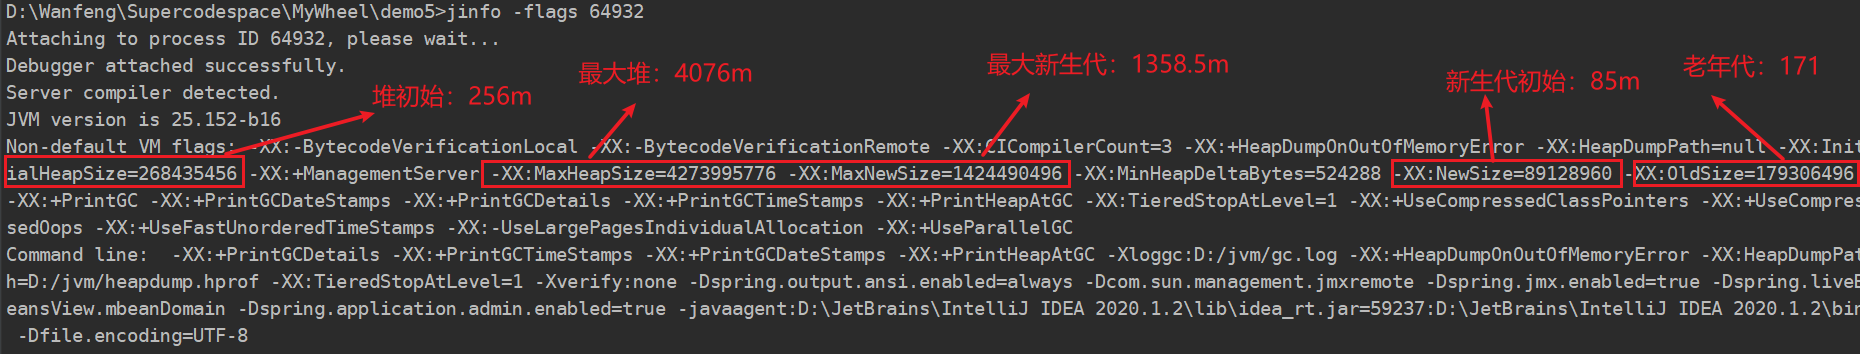 D:\Wanfeng\Supercodespace\MyWheel\demo5>jinfo -flags 64932
Attaching to process ID 64932, please wait...
Debugger attached successfully.
Server compiler detected.
JVM version is 25.152-b16
堆初始：256m
最大堆：4076m
最大新生代：1358.5m
新生代初始：85m
老年代：171
Non-default VM flags: -XX:-BytecodeVerificationLocal -XX:-BytecodeVerificationRemote -XX:CICompilerCount=3 -XX:+HeapDumpOnOutOfMemoryError -XX:HeapDumpPath=null -XX:Init
ialHeapSize=268435456 -XX:+ManagementServer -XX:MaxHeapSize=4273995776 -XX:MaxNewSize=1424490496 -XX:MinHeapDeltaBytes=524288 -XX:NewSize=89128960 -XX:OldSize=179306496
-XX:+PrintGC -XX:+PrintGCDateStamps -XX:+PrintGCDetails -XX:+PrintGCTimeStamps -XX:+PrintHeapAtGC -XX:TieredStopAtLevel=1 -XX:+UseCompressedClassPointers -XX:+UseCompres
sedOops -XX:+UseFastUnorderedTimeStamps -XX:-UseLargePagesIndividualAllocation -XX:+UseParallelGC
Command line:  -XX:+PrintGCDetails -XX:+PrintGCTimeStamps -XX:+PrintGCDateStamps -XX:+PrintHeapAtGC -Xloggc:D:/jvm/gc.log -XX:+HeapDumpOnOutOfMemoryError -XX:HeapDumpPat
h=D:/jvm/heapdump.hprof -XX:TieredStopAtLevel=1 -Xverify:none -Dspring.output.ansi.enabled=always -Dcom.sun.management.jmxremote -Dspring.jmx.enabled=true -Dspring.liveB
eansView.mbeanDomain -Dspring.application.admin.enabled=true -javaagent:D:\JetBrains\IntelliJ IDEA 2020.1.2\lib\idea_rt.jar=59237:D:\JetBrains\IntelliJ IDEA 2020.1.2\bin
-Dfile.encoding=UTF-8